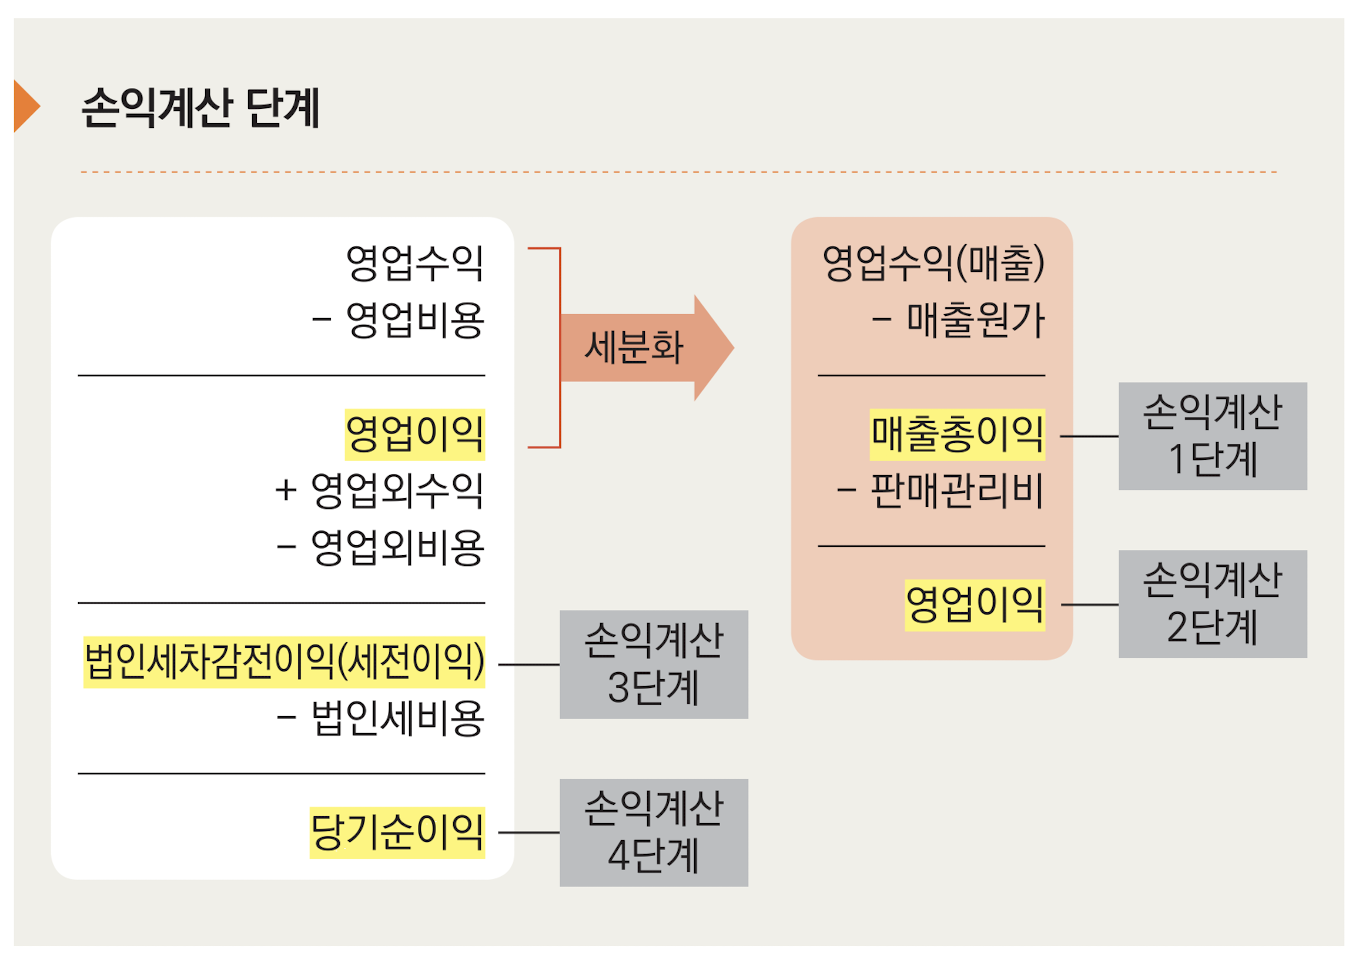 손익계산 단계
영업수익
− 영업비용
영업이익
+ 영업외수익
− 영업외비용
법인세차감전이익(세전이익)
− 법인세비용
당기순이익
세분화
영업수익(매출)
− 매출원가
매출총이익
− 판매관리비
영업이익
손익계산
1단계
손익계산
2단계
손익계산
3단계
손익계산
4단계